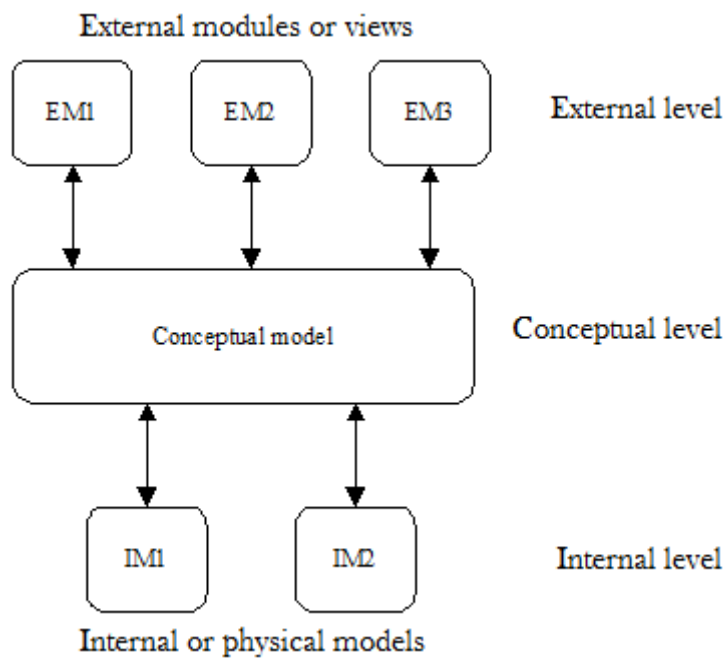 External modules or views
EM1 EM2 EM3 External level
Conceptual model Conceptual level
IM1 IM2 Internal level
Internal or physical models